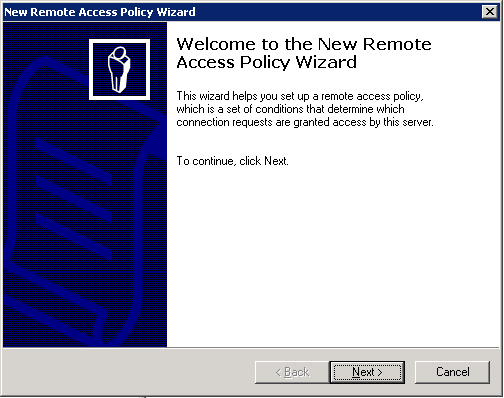 New Remote Access Policy Wizard
Welcome to the New Remote
Access Policy Wizard
This wizard helps you set up a remote access policy,
which is a set of conditions that determine which
connection requests are granted access by this server.
To continue, click Next.
< Back
Next >
Cancel